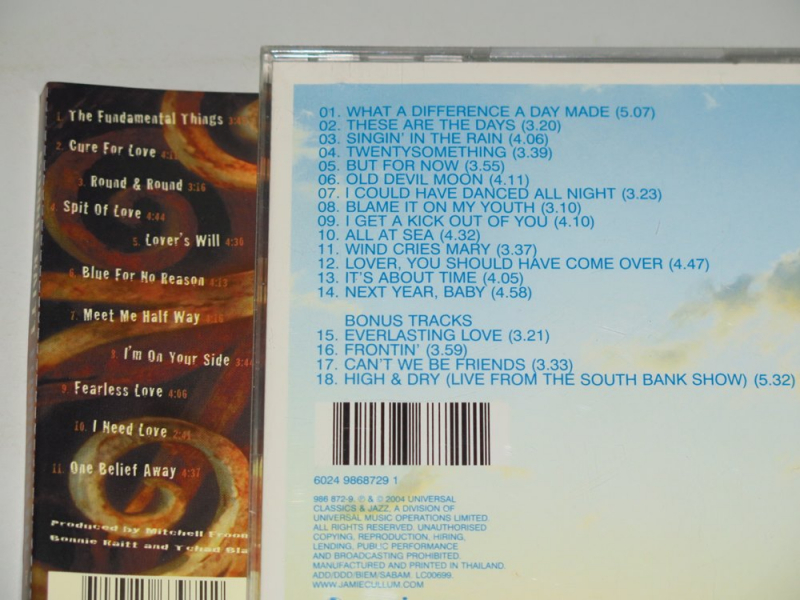 1. The Fundamental Things
2. Cure For Love
3. Round & Round 3:16
4. Spit Of Love 4:44
5. Lover's Will 4:36
6. Blue For No Reason 4:13
7. Meet Me Half Way
8. I'm On Your Side 3:44
9. Fearless Love 4:06
10. I Need Love 2:41
11. One Belief Away 4:37
Produced by Mitchell
Bonnie Raitt and Tchad
01. WHAT A DIFFERENCE A DAY MADE (5.07)
02. THESE ARE THE DAYS (3.20)
03. SINGIN' IN THE RAIN (4.06)
04. TWENTYSOMETHING (3.39)
05. BUT FOR NOW (3.55)
06. OLD DEVIL MOON (4.11)
07. I COULD HAVE DANCED ALL NIGHT (3.23)
08. BLAME IT ON MY YOUTH (3.10)
09. I GET A KICK OUT OF YOU (4.10)
10. ALL AT SEA (4.32)
11. WIND CRIES MARY (3.37)
12. LOVER, YOU SHOULD HAVE COME OVER (4.47)
13. IT'S ABOUT TIME (4.05)
14. NEXT YEAR, BABY (4.58)
BONUS TRACKS
15. EVERLASTING LOVE (3.21)
16. FRONTIN' (3.59)
17. CAN'T WE BE FRIENDS (3.33)
18. HIGH & DRY (LIVE FROM THE SOUTH BANK SHOW) (5.32)
6024 9868729 1
986 872-9. ℗ & © 2004 UNIVERSAL
CLASSICS & JAZZ, A DIVISION OF
UNIVERSAL MUSIC OPERATIONS LIMITED.
ALL RIGHTS RESERVED. UNAUTHORISED
COPYING, REPRODUCTION, HIRING,
LENDING, PUBLIC PERFORMANCE
AND BROADCASTING PROHIBITED.
MANUFACTURED AND PRINTED IN THAILAND.
ADD/DDD/BIEM/SABAM. LC00699.
WWW.JAMIECULLUM.COM